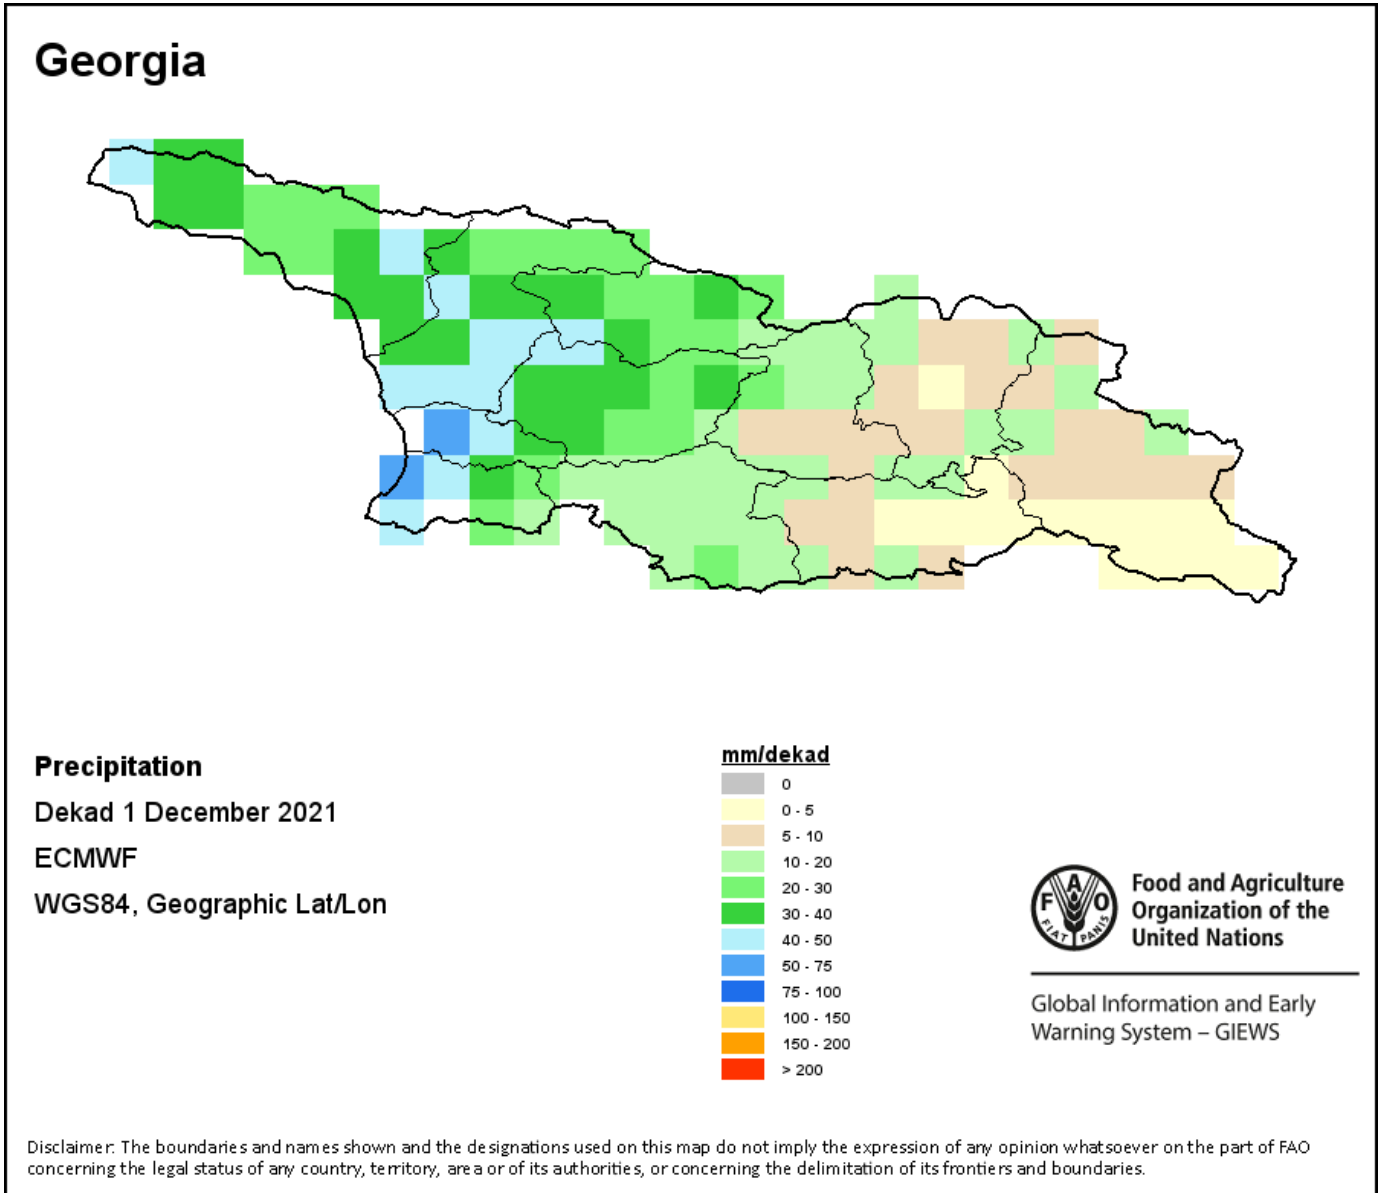 Georgia
Precipitation
Dekad 1 December 2021
ECMWF
WGS84, Geographic Lat/Lon
mm/dekad
0
0 - 5
5 - 10
10 - 20
20 - 30
30 - 40
40 - 50
50 - 75
75 - 100
100 - 150
150 - 200
> 200
F A O
FIAT PANIS
Food and Agriculture
Organization of the
United Nations
Global Information and Early
Warning System – GIEWS
Disclaimer: The boundaries and names shown and the designations used on this map do not imply the expression of any opinion whatsoever on the part of FAO
concerning the legal status of any country, territory, area or of its authorities, or concerning the delimitation of its frontiers and boundaries.